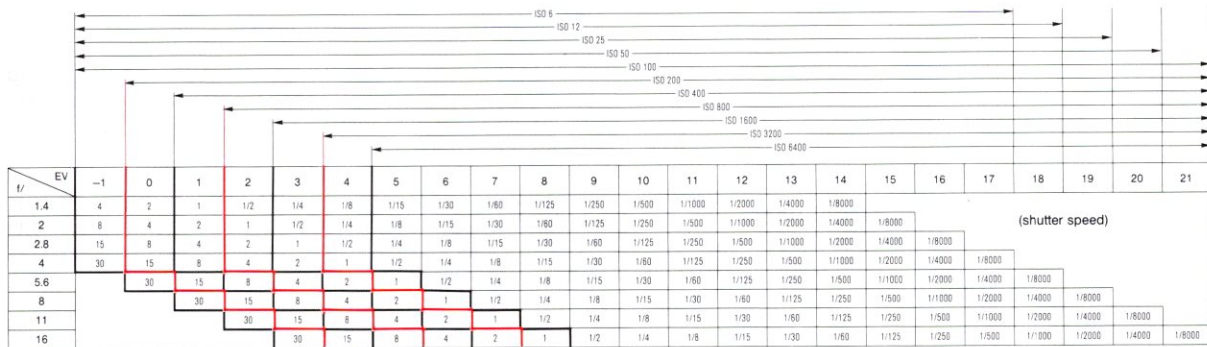 ISO 6
ISO 12
ISO 25
ISO 50
ISO 100
ISO 200
ISO 400
ISO 800
ISO 1600
ISO 3200
ISO 6400
f/ EV −1 0 1 2 3 4 5 6 7 8 9 10 11 12 13 14 15 16 17 18 19 20 21
1.4 4 2 1 1/2 1/4 1/8 1/15 1/30 1/60 1/125 1/250 1/500 1/1000 1/2000 1/4000 1/8000
2 8 4 2 1 1/2 1/4 1/8 1/15 1/30 1/60 1/125 1/250 1/500 1/1000 1/2000 1/4000 1/8000 (shutter speed)
2.8 15 8 4 2 1 1/2 1/4 1/8 1/15 1/30 1/60 1/125 1/250 1/500 1/1000 1/2000 1/4000 1/8000
4 30 15 8 4 2 1 1/2 1/4 1/8 1/15 1/30 1/60 1/125 1/250 1/500 1/1000 1/2000 1/4000 1/8000
5.6 30 15 8 4 2 1 1/2 1/4 1/8 1/15 1/30 1/60 1/125 1/250 1/500 1/1000 1/2000 1/4000 1/8000
8 30 15 8 4 2 1 1/2 1/4 1/8 1/15 1/30 1/60 1/125 1/250 1/500 1/1000 1/2000 1/4000 1/8000
11 30 15 8 4 2 1 1/2 1/4 1/8 1/15 1/30 1/60 1/125 1/250 1/500 1/1000 1/2000 1/4000 1/8000
16 30 15 8 4 2 1 1/2 1/4 1/8 1/15 1/30 1/60 1/125 1/250 1/500 1/1000 1/2000 1/4000 1/8000